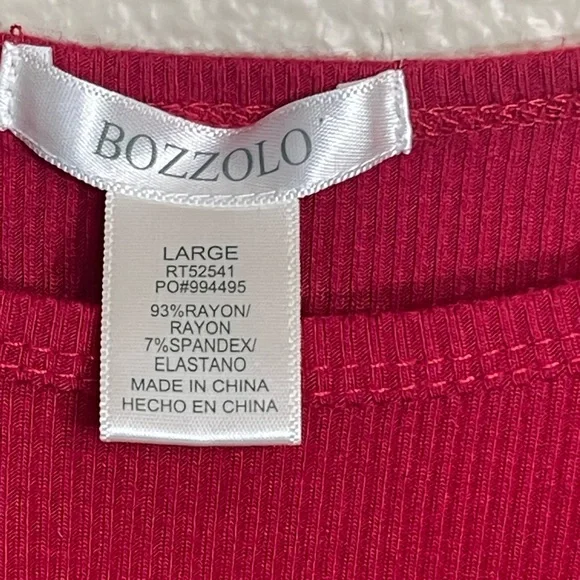 BOZZOLO
LARGE
RT52541
PO#994495
93%RAYON/
RAYON
7%SPANDEX/
ELASTANO
MADE IN CHINA
HECHO EN CHINA